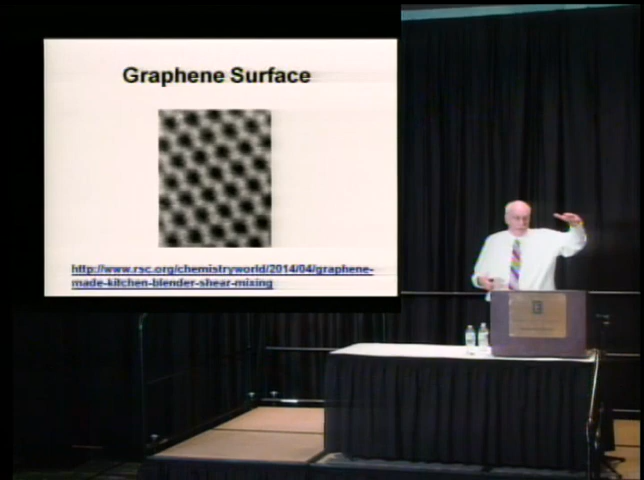 Graphene Surface
http://www.rsc.org/chemistryworld/2014/04/graphene-
made-kitchen-blender-shear-mixing